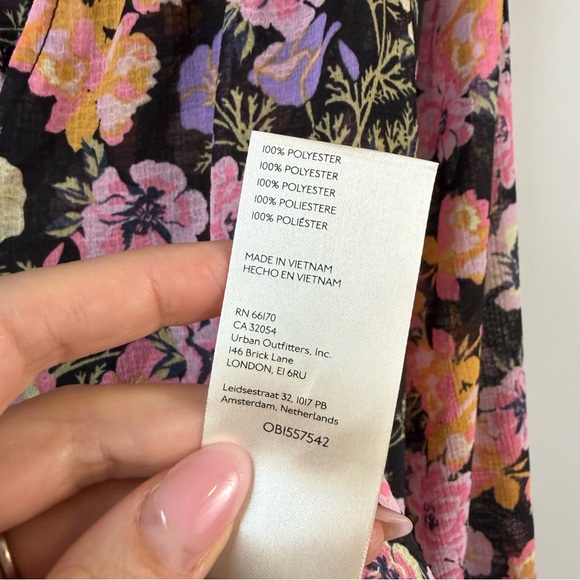 100% POLYESTER
100% POLYESTER
100% POLYESTER
100% POLIESTERE
100% POLIÉSTER
MADE IN VIETNAM
HECHO EN VIETNAM
RN 66170
CA 32054
Urban Outfitters, Inc.
146 Brick Lane
LONDON, E1 6RU
Leidsestraat 32, 1017 PB
Amsterdam, Netherlands
OB1557542